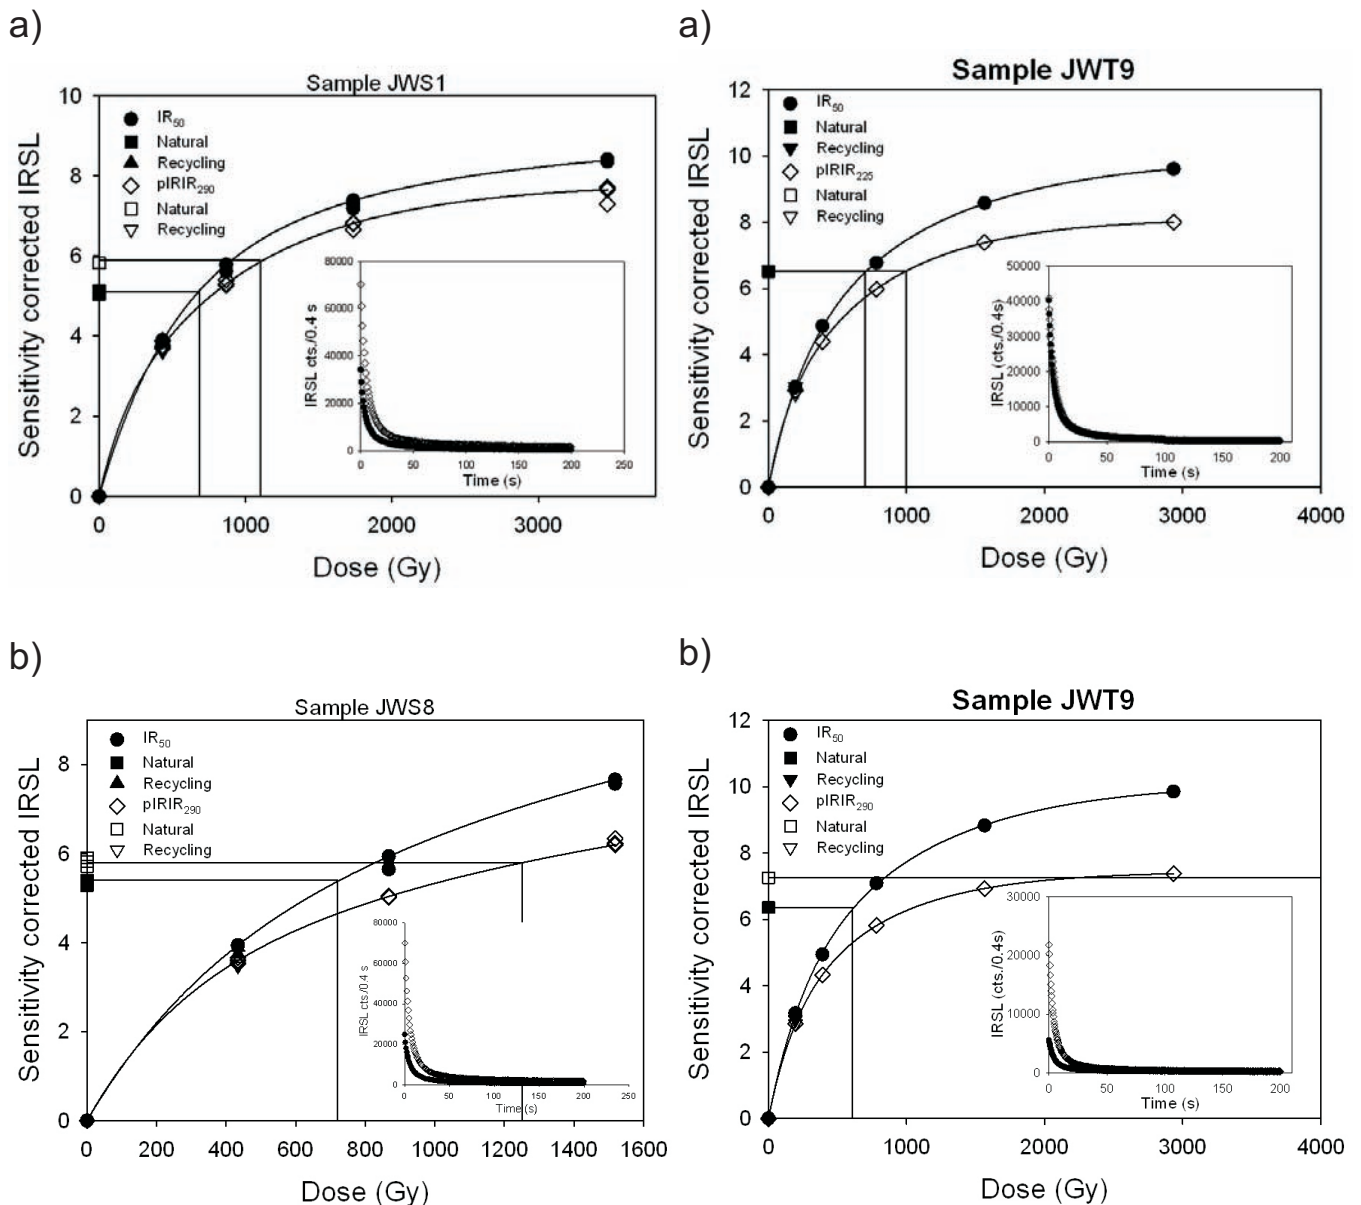 a)
Sample JWS1
Sensitivity corrected IRSL
10
8
6
4
2
0
IR50
Natural
Recycling
pIRIR290
Natural
Recycling
IRSL cts./0.4 s
80000
60000
40000
20000
0
0 50 100 150 200 250
Time (s)
0 1000 2000 3000
Dose (Gy)
a)
Sample JWT9
Sensitivity corrected IRSL
12
10
8
6
4
2
0
IR50
Natural
Recycling
pIRIR225
Natural
Recycling
IRSL (cts./0.4s)
50000
40000
30000
20000
10000
0
0 50 100 150 200
Time (s)
0 1000 2000 3000 4000
Dose (Gy)
b)
Sample JWS8
Sensitivity corrected IRSL
8
6
4
2
0
IR50
Natural
Recycling
pIRIR290
Natural
Recycling
IRSL cts./0.4 s
80000
60000
40000
20000
0
0 50 100 150 200 250
Time (s)
0 200 400 600 800 1000 1200 1400 1600
Dose (Gy)
b)
Sample JWT9
Sensitivity corrected IRSL
12
10
8
6
4
2
0
IR50
Natural
Recycling
pIRIR290
Natural
Recycling
IRSL (cts./0.4s)
30000
20000
10000
0
0 50 100 150 200
Time (s)
0 1000 2000 3000 4000
Dose (Gy)